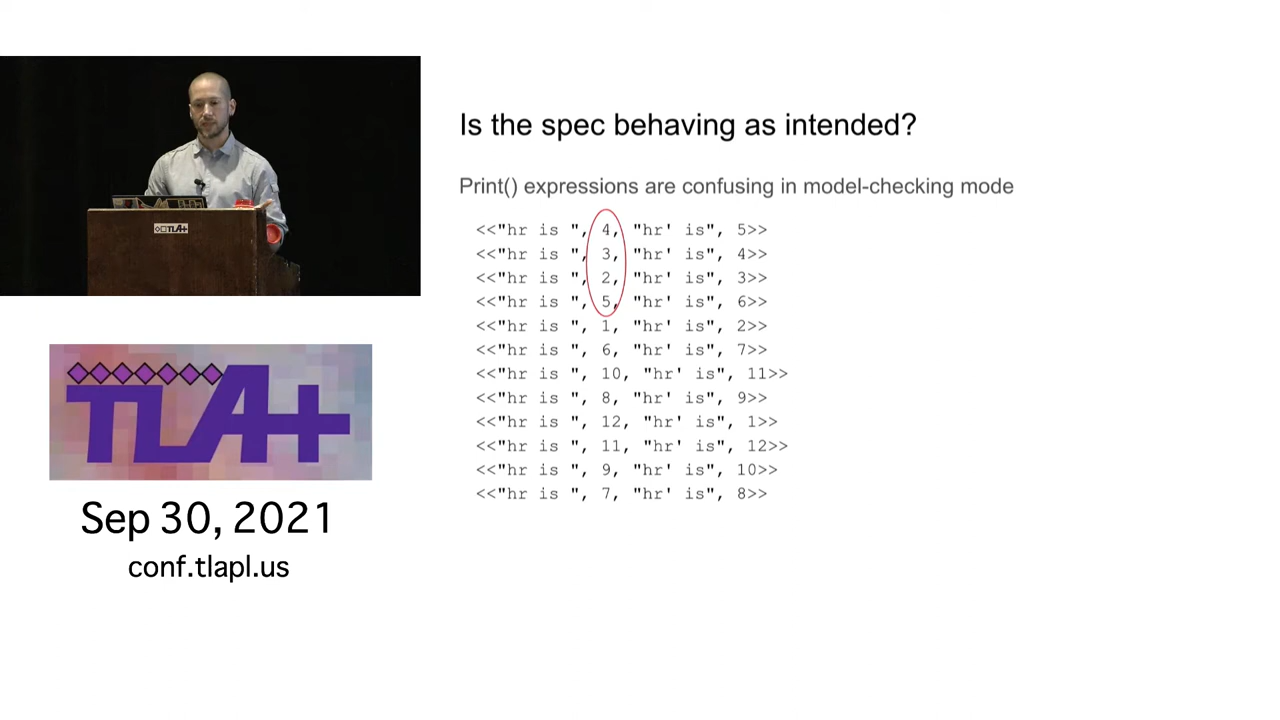 Is the spec behaving as intended?
Print() expressions are confusing in model-checking mode
<<"hr is ", 4, "hr' is", 5>>
<<"hr is ", 3, "hr' is", 4>>
<<"hr is ", 2, "hr' is", 3>>
<<"hr is ", 5, "hr' is", 6>>
<<"hr is ", 1, "hr' is", 2>>
<<"hr is ", 6, "hr' is", 7>>
<<"hr is ", 10, "hr' is", 11>>
<<"hr is ", 8, "hr' is", 9>>
<<"hr is ", 12, "hr' is", 1>>
<<"hr is ", 11, "hr' is", 12>>
<<"hr is ", 9, "hr' is", 10>>
<<"hr is ", 7, "hr' is", 8>>
TLA+
TLA+
Sep 30, 2021
conf.tlapl.us